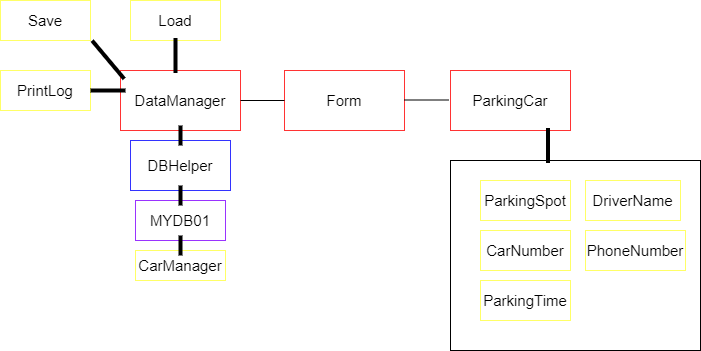 Save
Load
PrintLog
DataManager
Form
ParkingCar
DBHelper
MYDB01
CarManager
ParkingSpot
DriverName
CarNumber
PhoneNumber
ParkingTime